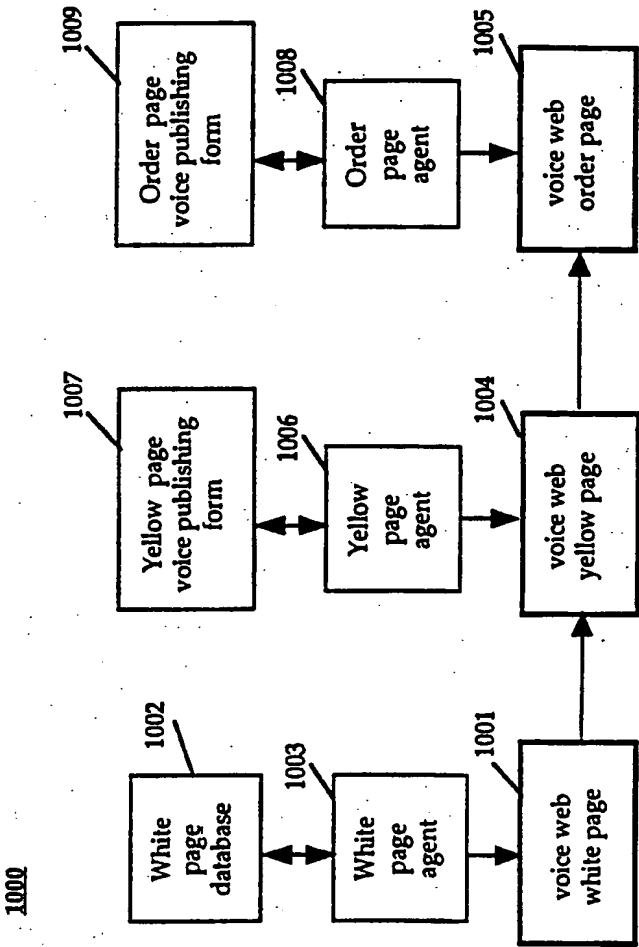 1000
1002
White
page
database
1007
Yellow page
voice publishing
form
1009
Order page
voice publishing
form
1003
White
page
agent
1006
Yellow
page
agent
1008
Order
page
agent
1001
voice web
white page
1004
voice web
yellow page
1005
voice web
order page